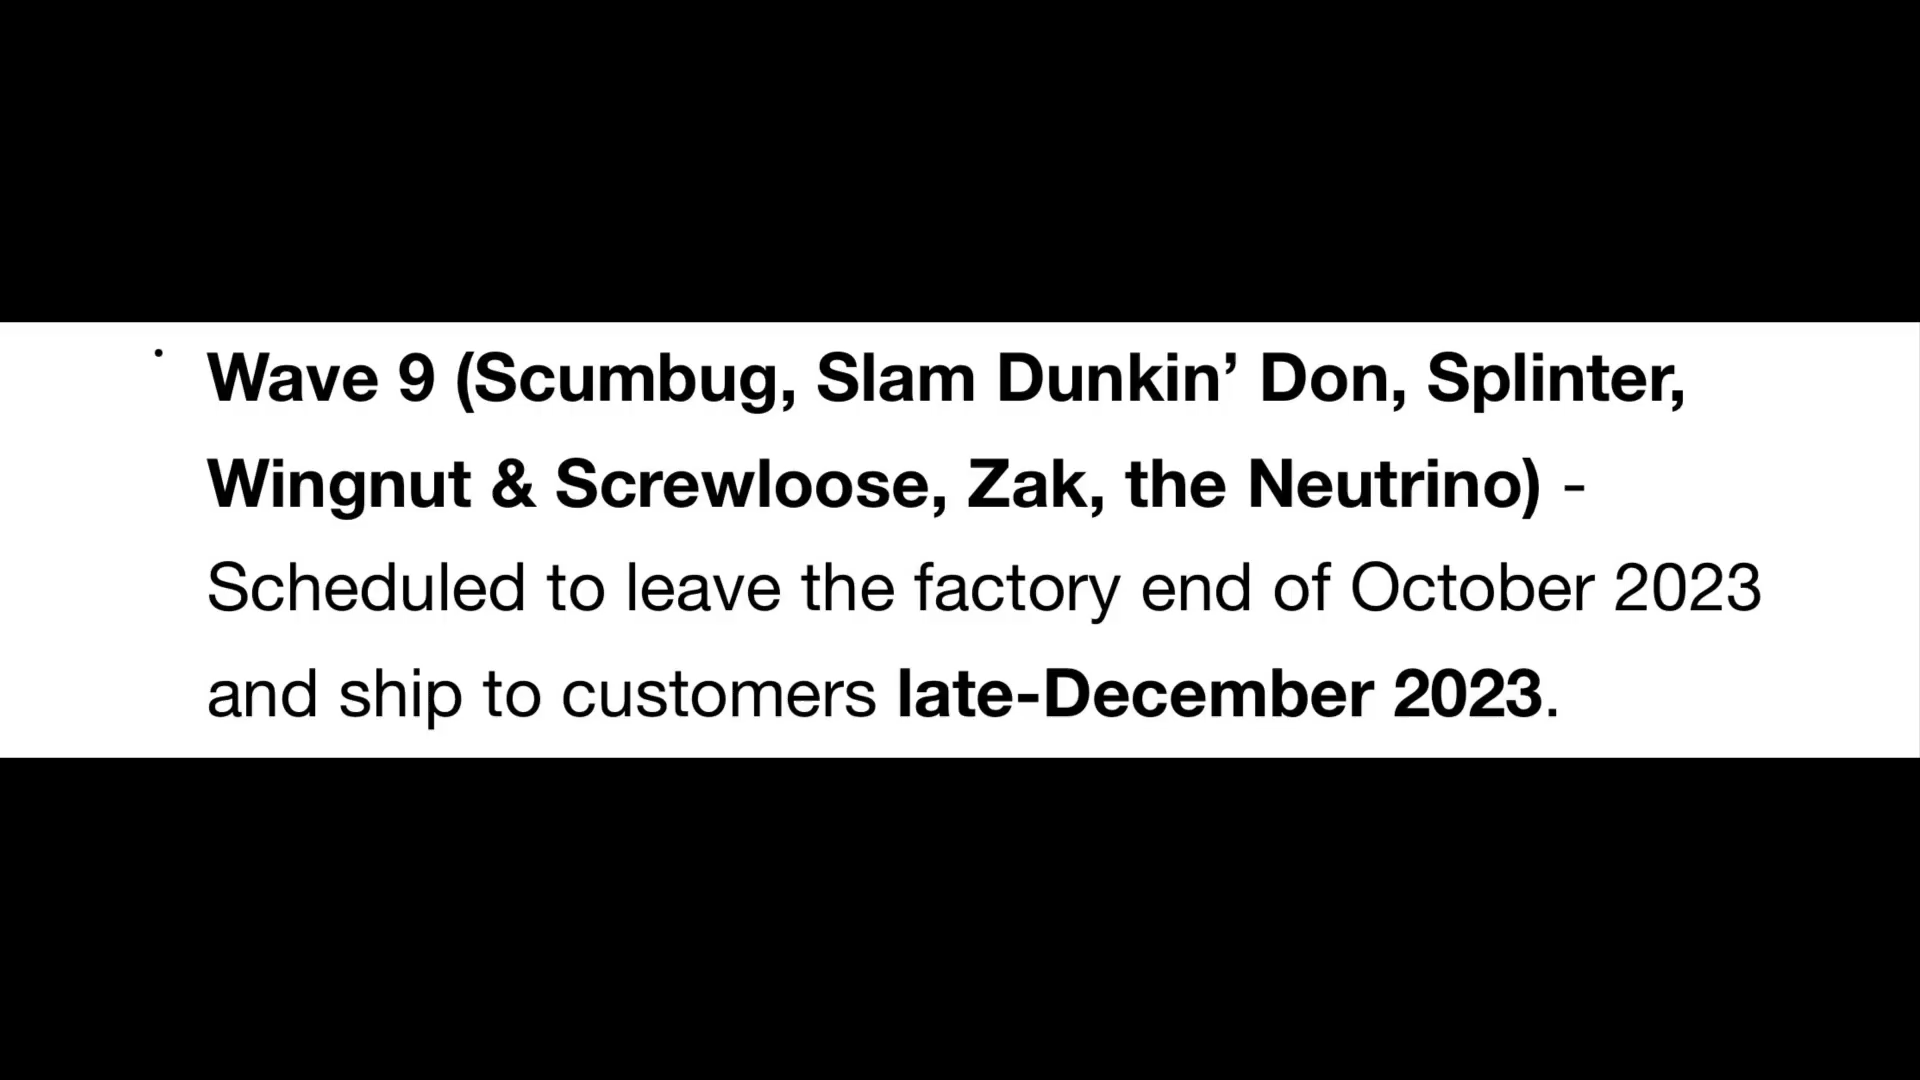 • Wave 9 (Scumbug, Slam Dunkin’ Don, Splinter,
Wingnut & Screwloose, Zak, the Neutrino) -
Scheduled to leave the factory end of October 2023
and ship to customers late-December 2023.